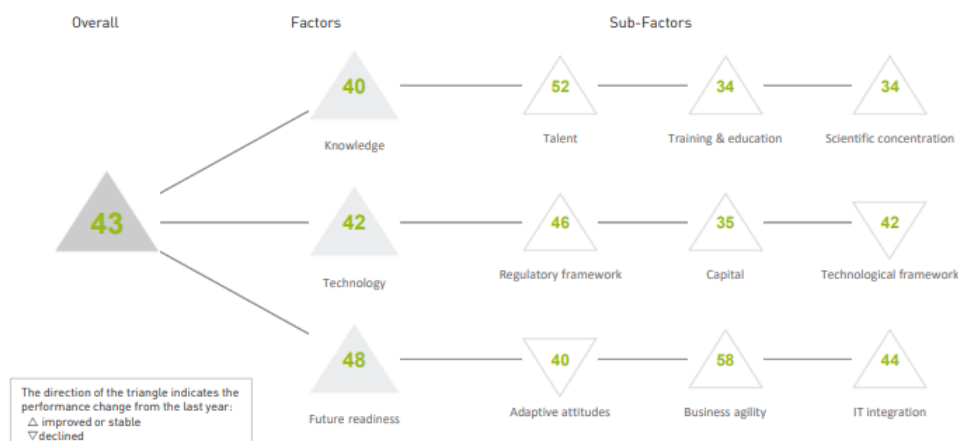 Overall Factors Sub-Factors
40 52 34 34
Knowledge Talent Training & education Scientific concentration
43 42 46 35 42
Technology Regulatory framework Capital Technological framework
48 40 58 44
Future readiness Adaptive attitudes Business agility IT integration
The direction of the triangle indicates the
performance change from the last year:
△ improved or stable
▽ declined